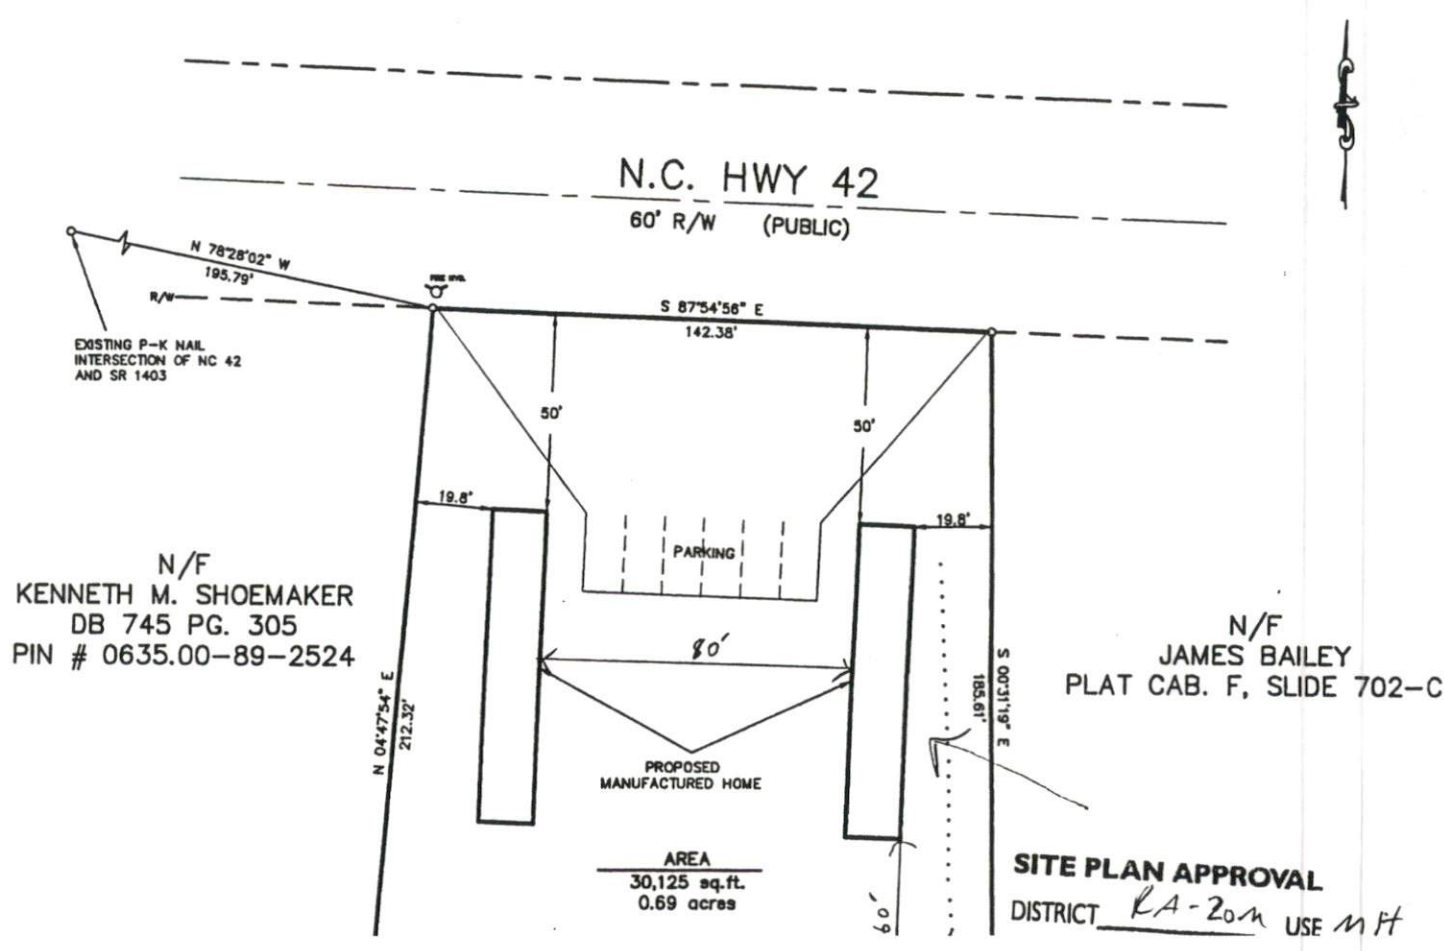 N.C. HWY 42
60' R/W (PUBLIC)
N 78°28'02" W
195.79'
R/W
EXISTING P-K NAIL
INTERSECTION OF NC 42
AND SR 1403
S 87°54'56" E
142.38'
50'
50'
19.8'
19.8'
PARKING
N/F
KENNETH M. SHOEMAKER
DB 745 PG. 305
PIN # 0635.00-89-2524
80'
N/F
JAMES BAILEY
PLAT CAB. F, SLIDE 702-C
N 04°47'54" E
212.32'
S 00°31'19" E
185.61'
PROPOSED
MANUFACTURED HOME
AREA
30,125 sq.ft.
0.69 acres
60'
SITE PLAN APPROVAL
DISTRICT RA-20M USE MH